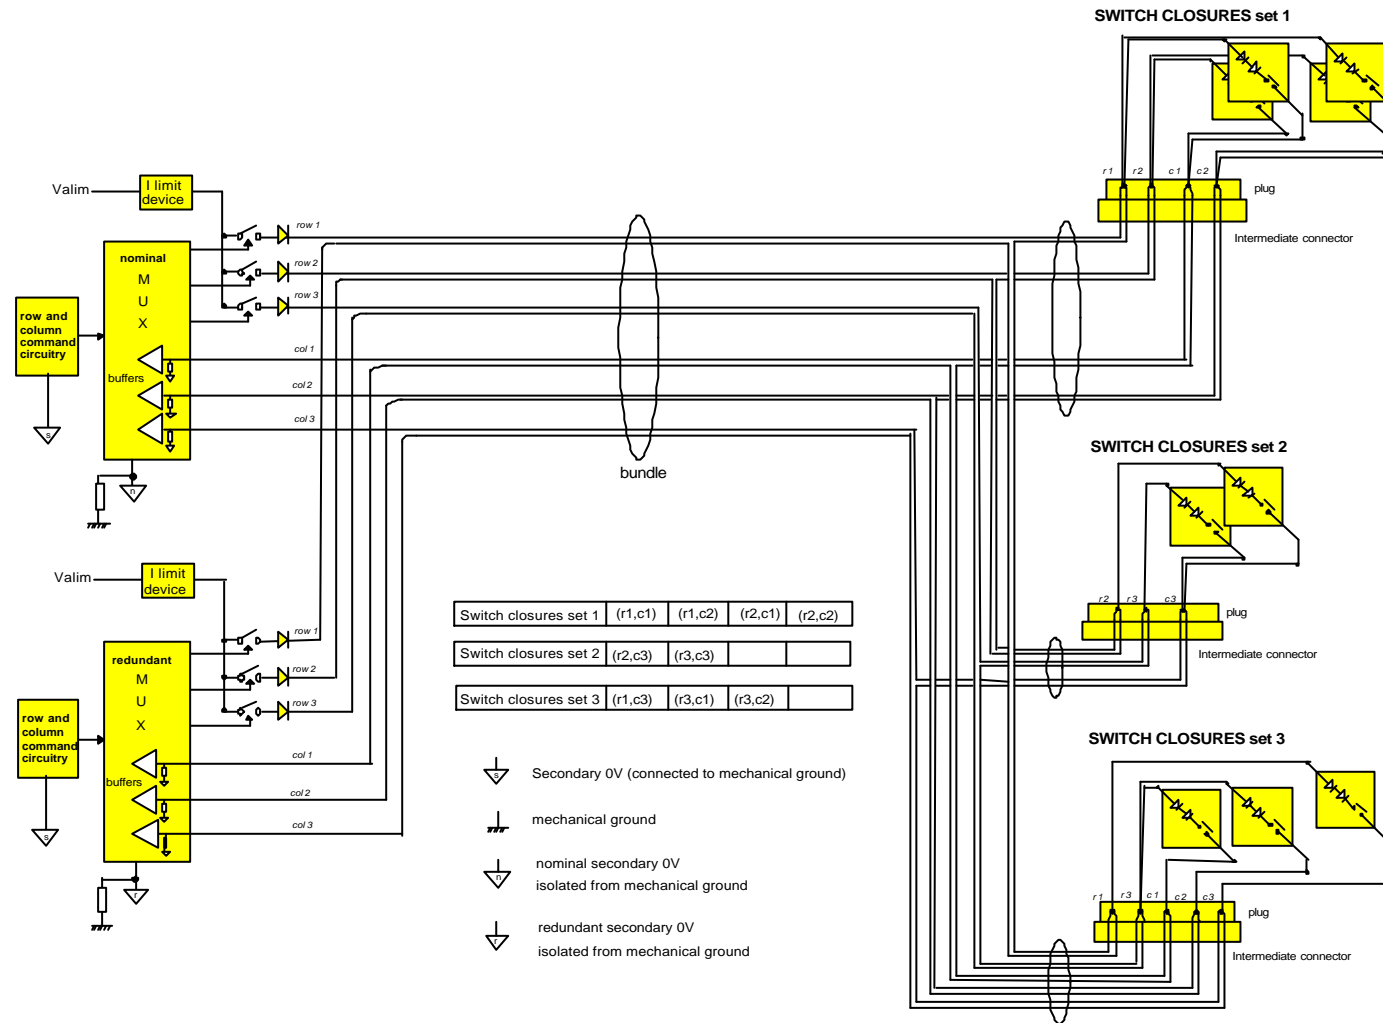 SWITCH CLOSURES set 1
r1 r2 c1 c2
plug
Intermediate connector
Valim
I limit
device
row 1
row 2
row 3
nominal
M
U
X
row and
column
command
circuitry
buffers
col 1
col 2
col 3
s
n
bundle
SWITCH CLOSURES set 2
r2 r3 c3
plug
Intermediate connector
Valim
I limit
device
row 1
row 2
row 3
redundant
M
U
X
row and
column
command
circuitry
buffers
col 1
col 2
col 3
s
r
Switch closures set 1 (r1,c1) (r1,c2) (r2,c1) (r2,c2)
Switch closures set 2 (r2,c3) (r3,c3)
Switch closures set 3 (r1,c3) (r3,c1) (r3,c2)
s Secondary 0V (connected to mechanical ground)
mechanical ground
n nominal secondary 0V
isolated from mechanical ground
r redundant secondary 0V
isolated from mechanical ground
SWITCH CLOSURES set 3
r1 r3 c1 c2 c3
plug
Intermediate connector